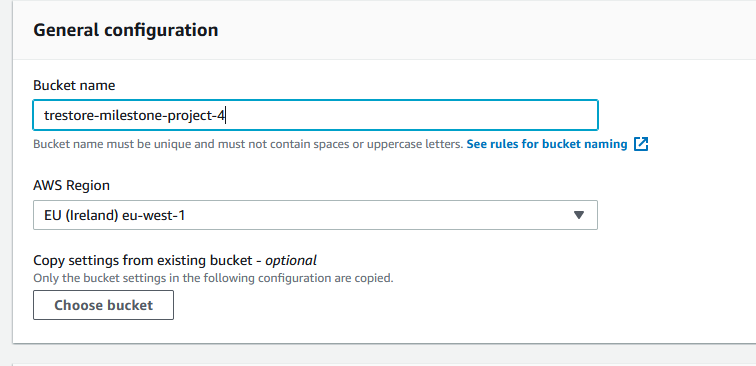 General configuration
Bucket name
trestore-milestone-project-4
Bucket name must be unique and must not contain spaces or uppercase letters. See rules for bucket naming
AWS Region
EU (Ireland) eu-west-1
Copy settings from existing bucket - optional
Only the bucket settings in the following configuration are copied.
Choose bucket